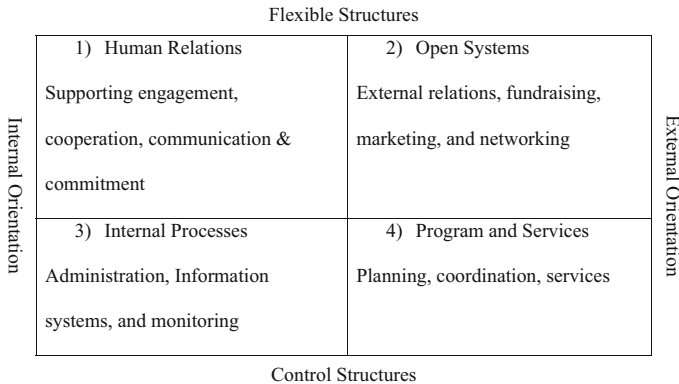 Flexible Structures
1) Human Relations
Supporting engagement,
cooperation, communication &
commitment
2) Open Systems
External relations, fundraising,
marketing, and networking
Internal Orientation
External Orientation
3) Internal Processes
Administration, Information
systems, and monitoring
4) Program and Services
Planning, coordination, services
Control Structures